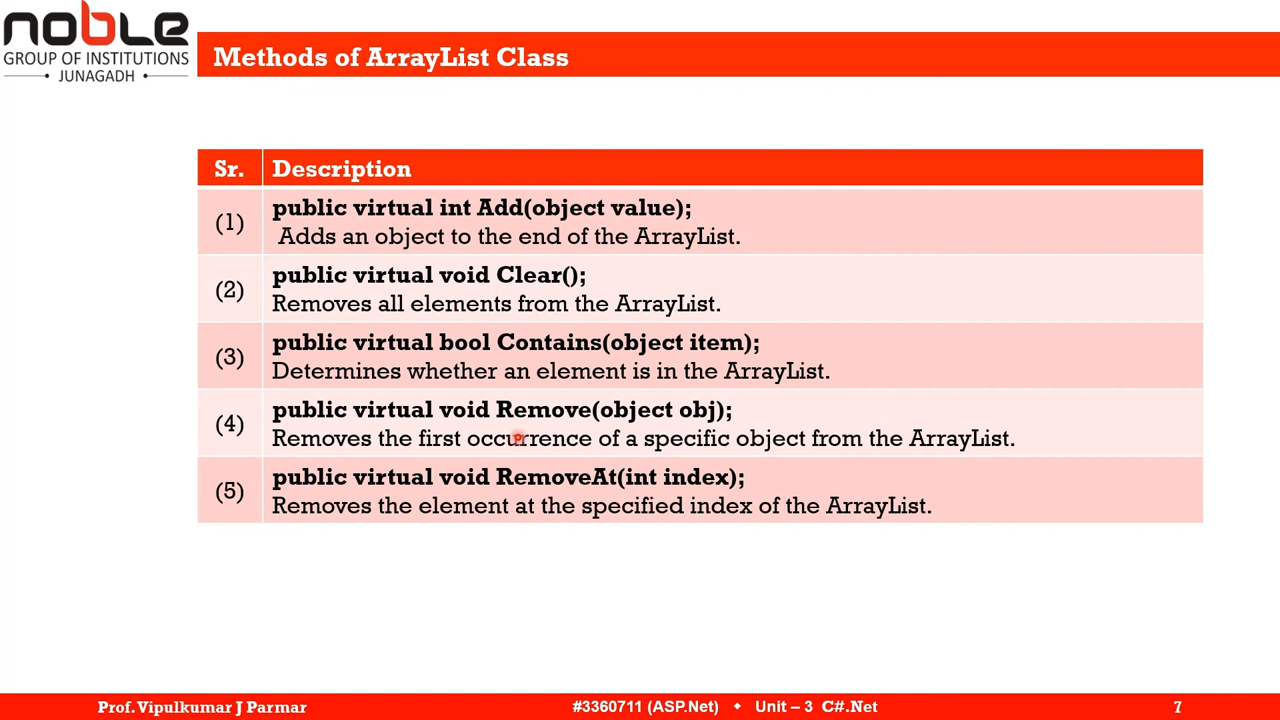 noble
GROUP OF INSTITUTIONS
JUNAGADH
Methods of ArrayList Class
Sr. Description
(1) public virtual int Add(object value);
Adds an object to the end of the ArrayList.
(2) public virtual void Clear();
Removes all elements from the ArrayList.
(3) public virtual bool Contains(object item);
Determines whether an element is in the ArrayList.
(4) public virtual void Remove(object obj);
Removes the first occurrence of a specific object from the ArrayList.
(5) public virtual void RemoveAt(int index);
Removes the element at the specified index of the ArrayList.
Prof. Vipulkumar J Parmar #3360711 (ASP.Net) ♦ Unit – 3 C#.Net 7